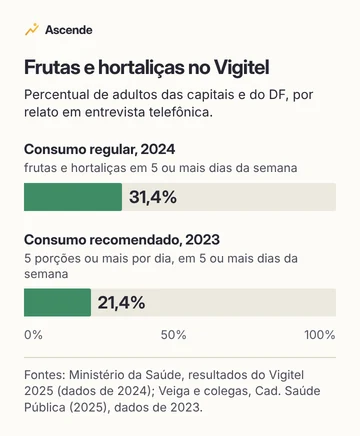 Ascende
Frutas e hortaliças no Vigitel
Percentual de adultos das capitais e do DF, por
relato em entrevista telefônica.
Consumo regular, 2024
frutas e hortaliças em 5 ou mais dias da semana
31,4%
Consumo recomendado, 2023
5 porções ou mais por dia, em 5 ou mais dias da
semana
21,4%
0% 50% 100%
Fontes: Ministério da Saúde, resultados do Vigitel
2025 (dados de 2024); Veiga e colegas, Cad. Saúde
Pública (2025), dados de 2023.